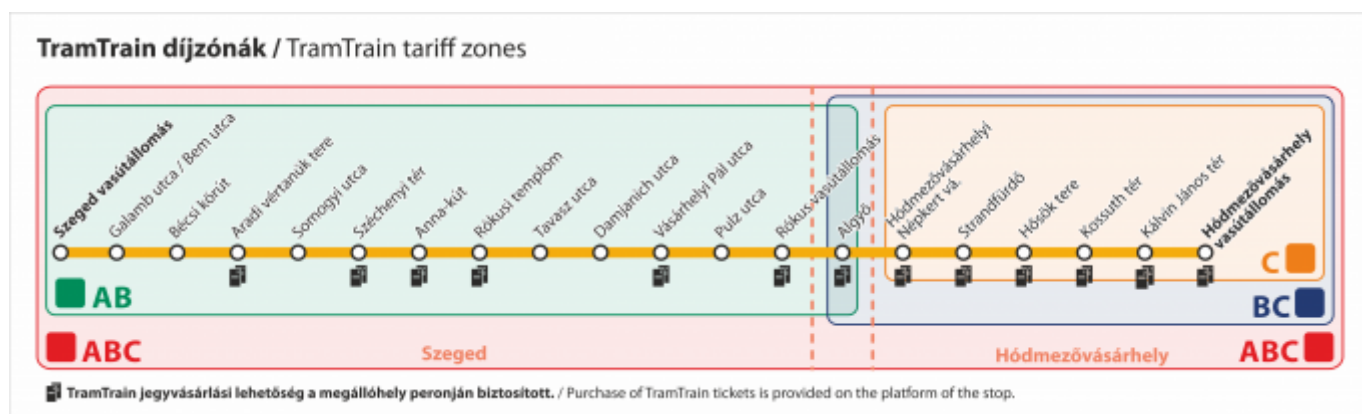 TramTrain díjzónák / TramTrain tariff zones
Szeged vasútállomás
Galamb utca / Bem utca
Bécsi körút
Aradi vértanúk tere
Somogyi utca
Széchenyi tér
Anna-kút
Rókusi templom
Tavasz utca
Damjanich utca
Vásárhelyi Pál utca
Pulz utca
Rókus vasútállomás
Algyő
Hódmezővásárhelyi
Népkert vá.
Strandfürdő
Hősök tere
Kossuth tér
Kálvin János tér
Hódmezővásárhely
vasútállomás
C
AB
BC
ABC
Szeged
Hódmezővásárhely
ABC
TramTrain jegyvásárlási lehetőség a megállóhely peronján biztosított. / Purchase of TramTrain tickets is provided on the platform of the stop.